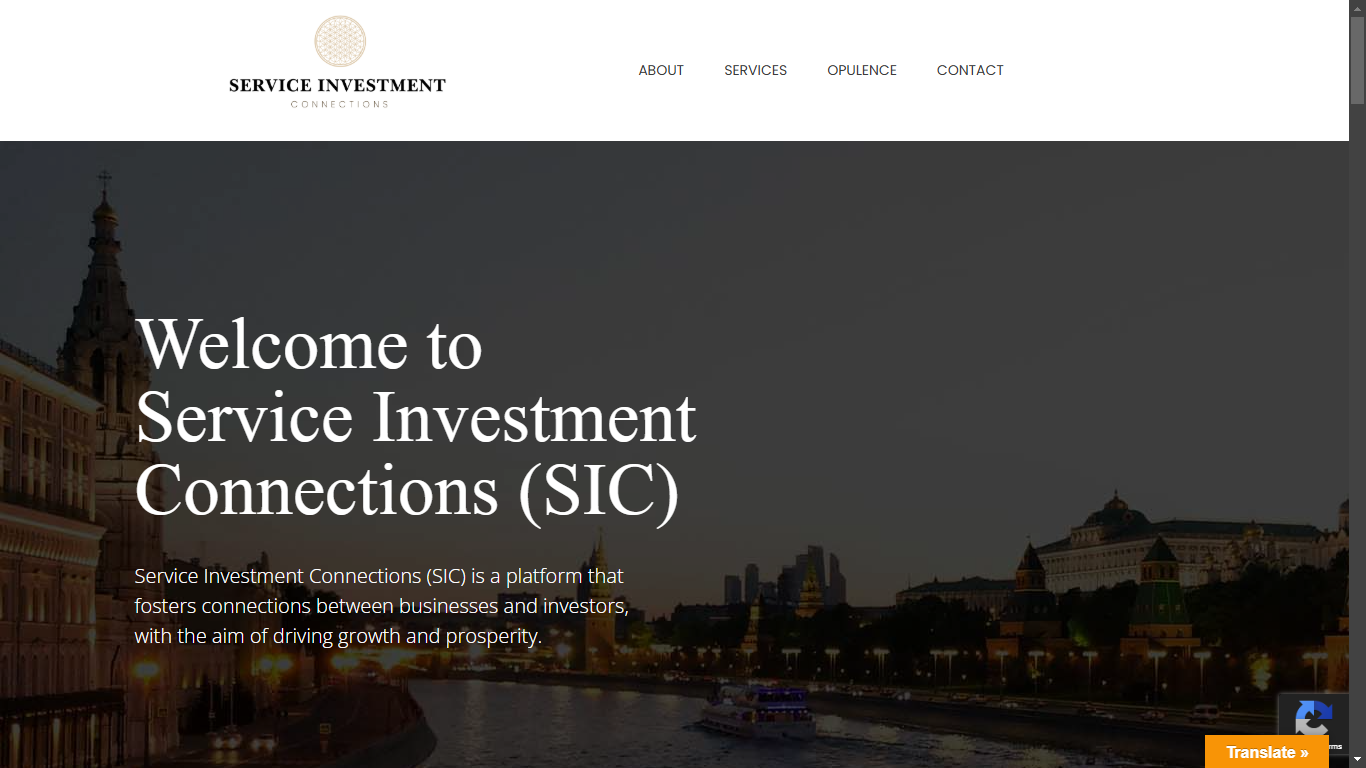 SERVICE INVESTMENT
CONNECTIONS
ABOUT
SERVICES
OPULENCE
CONTACT
Welcome to
Service Investment
Connections (SIC)
Service Investment Connections (SIC) is a platform that
fosters connections between businesses and investors,
with the aim of driving growth and prosperity.
Translate »